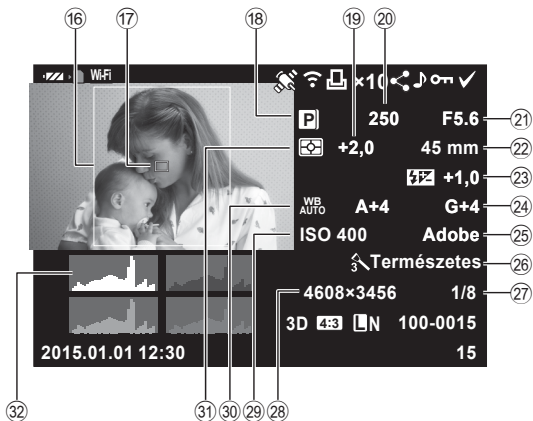 ⑯ ⑰ ⑱ ⑲ ⑳
Wi-Fi ×10
P 250 F5.6 ㉑
+2,0 45 mm ㉒
+1,0 ㉓
WB AUTO A+4 G+4 ㉔
ISO 400 Adobe ㉕
3 Természetes ㉖
4608×3456 1/8 ㉗
3D 4:3 LN 100-0015
2015.01.01 12:30 15
㉜ ㉛ ㉚ ㉙ ㉘